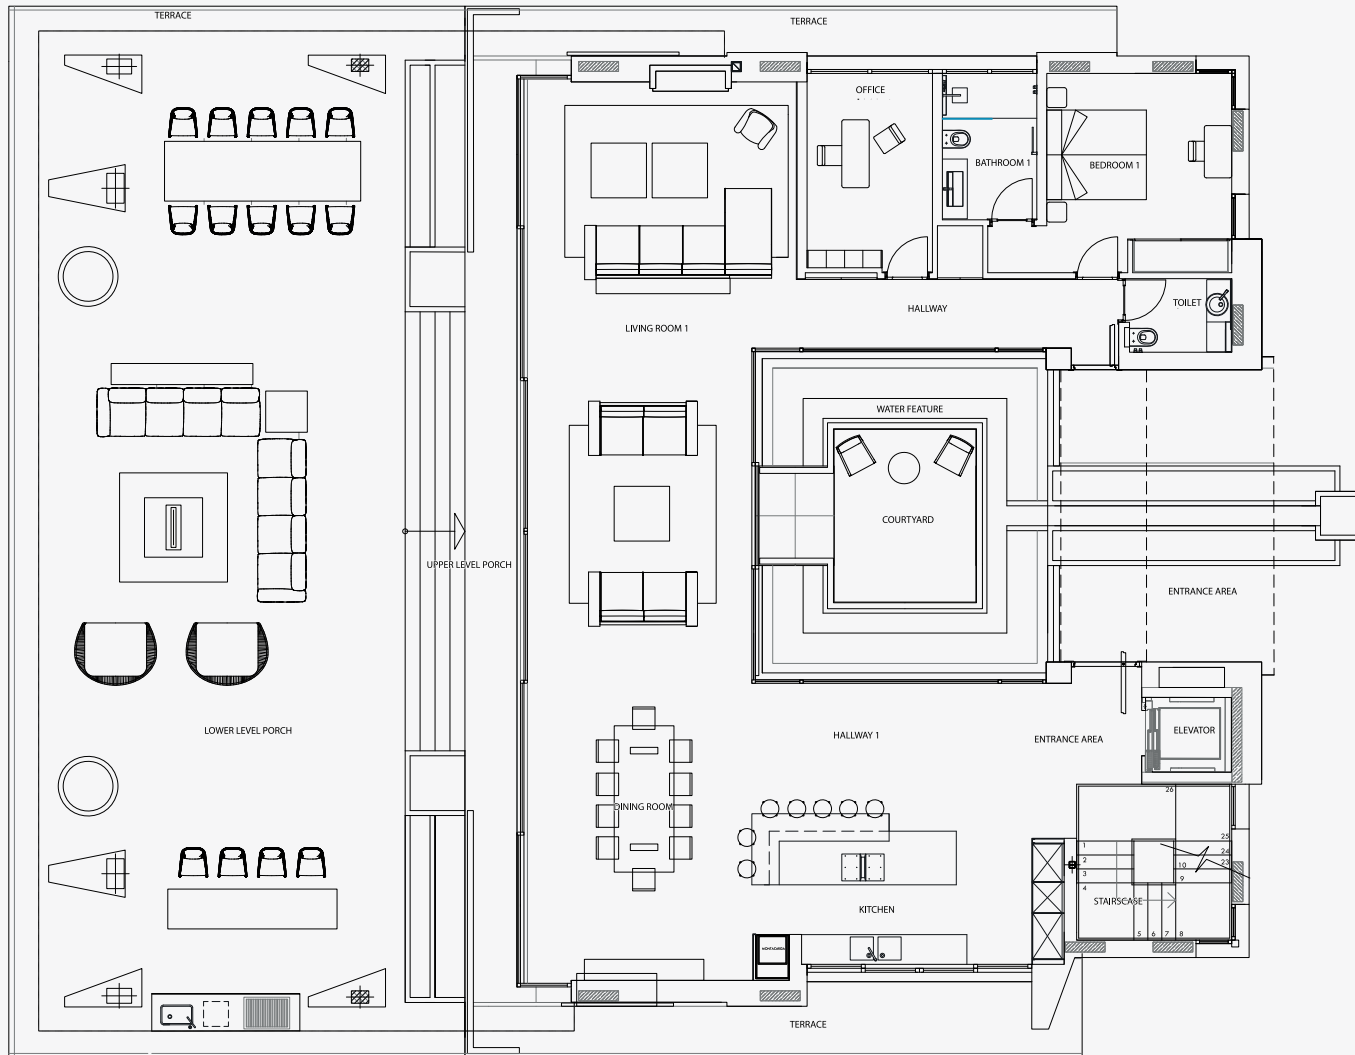 TERRACE
TERRACE
OFFICE
BATHROOM 1
BEDROOM 1
TOILET
HALLWAY
LIVING ROOM 1
WATER FEATURE
COURTYARD
UPPER LEVEL PORCH
ENTRANCE AREA
LOWER LEVEL PORCH
HALLWAY 1
ENTRANCE AREA
ELEVATOR
DINING ROOM
26
25
1
24
2
10
23
3
9
4
STAIRSCASE
KITCHEN
5
6
7
8
TERRACE